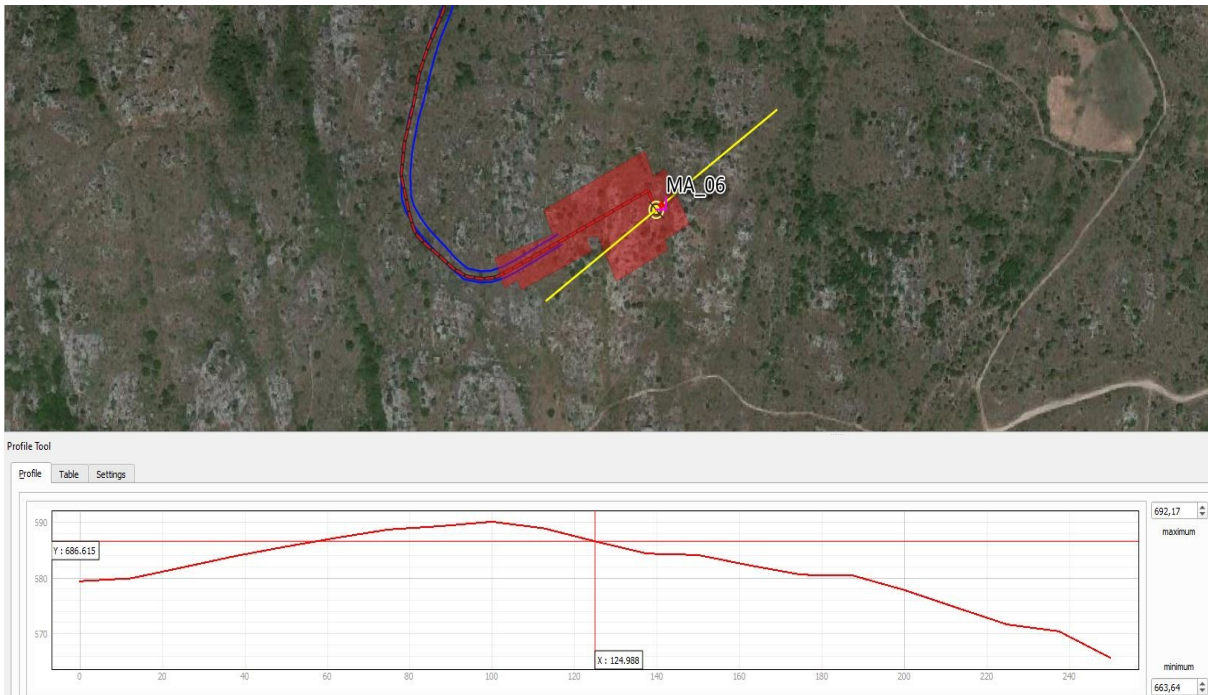 MA_06
Profile Tool
Profile Table Settings
692,17
maximum
590
Y : 686.615
580
570
X : 124.988
0 20 40 60 80 100 120 140 160 180 200 220 240
minimum
663,64